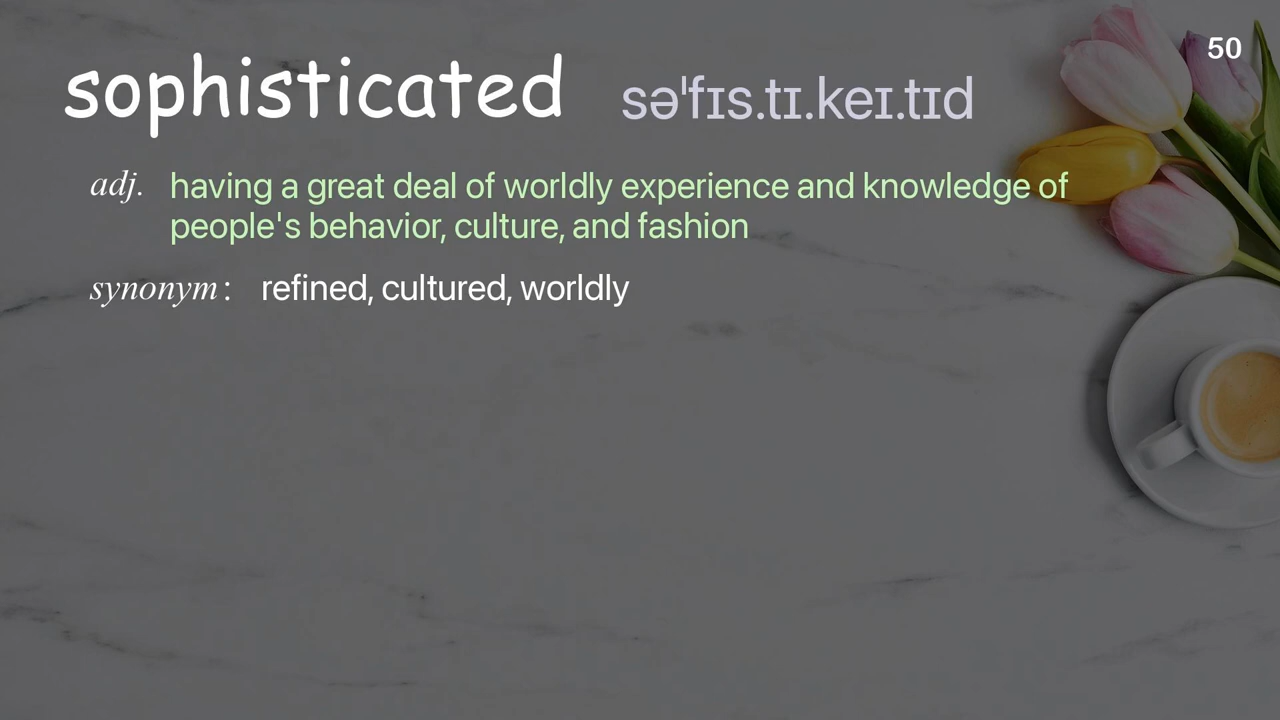 50
sophisticated səˈfɪs.tɪ.keɪ.tɪd
adj. having a great deal of worldly experience and knowledge of
people's behavior, culture, and fashion
synonym: refined, cultured, worldly